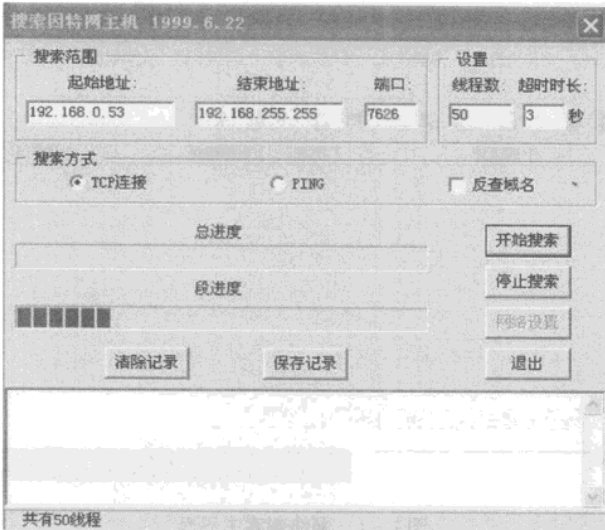 搜索因特网主机 1999.6.22
搜索范围
起始地址:
结束地址:
端口:
192.168.0.53
192.168.255.255
7626
设置
线程数:
超时时长:
50
3
秒
搜索方式
TCP连接
PING
反查域名
总进度
段进度
开始搜索
停止搜索
网络设置
退出
清除记录
保存记录
共有50线程